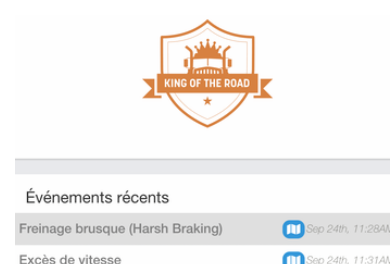 KING OF THE ROAD
Événements récents
Freinage brusque (Harsh Braking)
Sep 24th, 11:28AM
Excès de vitesse
Sep 24th, 11:31AM